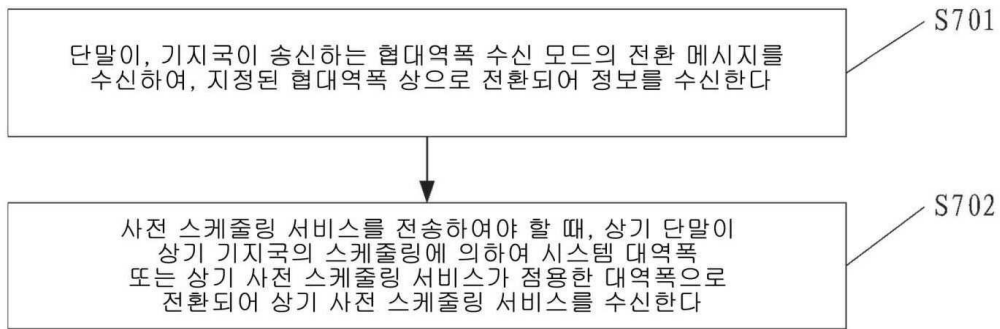 S701
단말이, 기지국이 송신하는 협대역폭 수신 모드의 전환 메시지를
수신하여, 지정된 협대역폭 상으로 전환되어 정보를 수신한다
S702
사전 스케줄링 서비스를 전송하여야 할 때, 상기 단말이
상기 기지국의 스케줄링에 의하여 시스템 대역폭
또는 상기 사전 스케줄링 서비스가 점용한 대역폭으로
전환되어 상기 사전 스케줄링 서비스를 수신한다